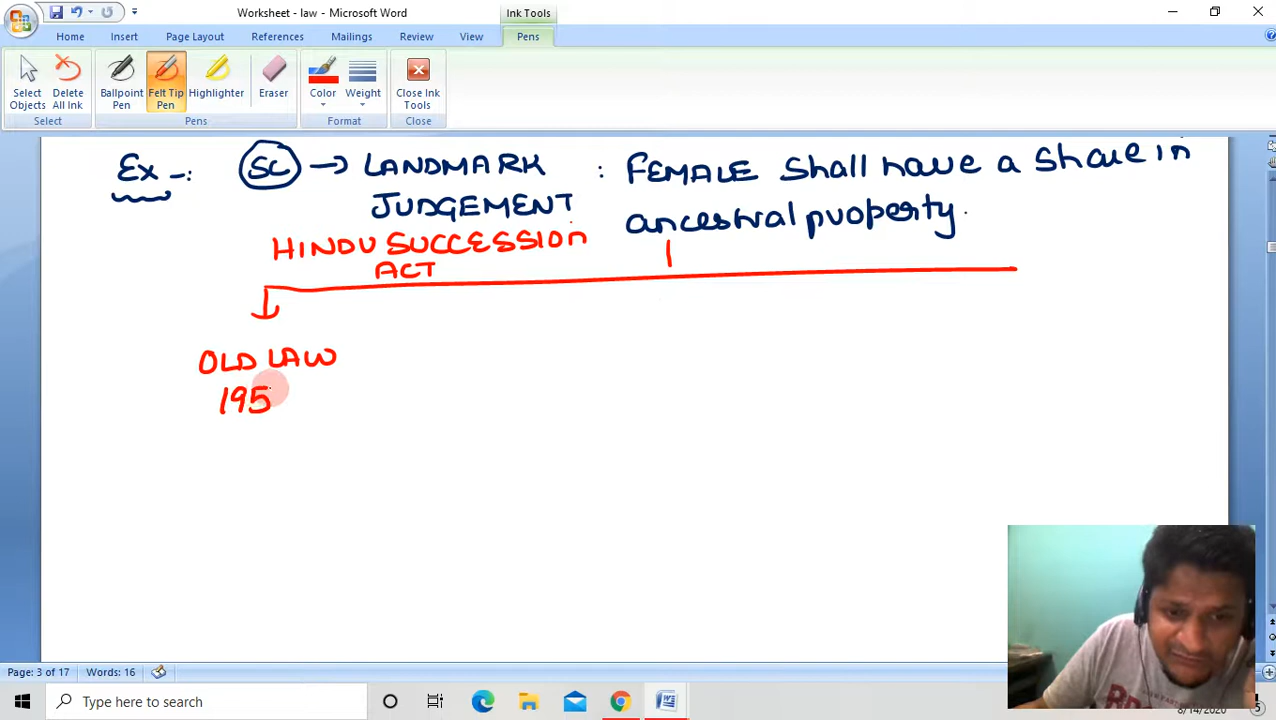 Worksheet - law - Microsoft Word
Ink Tools
Home Insert Page Layout References Mailings Review View Pens
Select Objects
Delete All Ink
Ballpoint Pen
Felt Tip Pen
Highlighter
Eraser
Color
Weight
Close Ink Tools
Select Pens Format Close
Ex -: SC → LANDMARK JUDGEMENT : FEMALE Shall have a Share in
ancestral property.
HINDU SUCCESSION
ACT
OLD LAW
195
Page: 3 of 17 Words: 16
Type here to search
8/14/2020